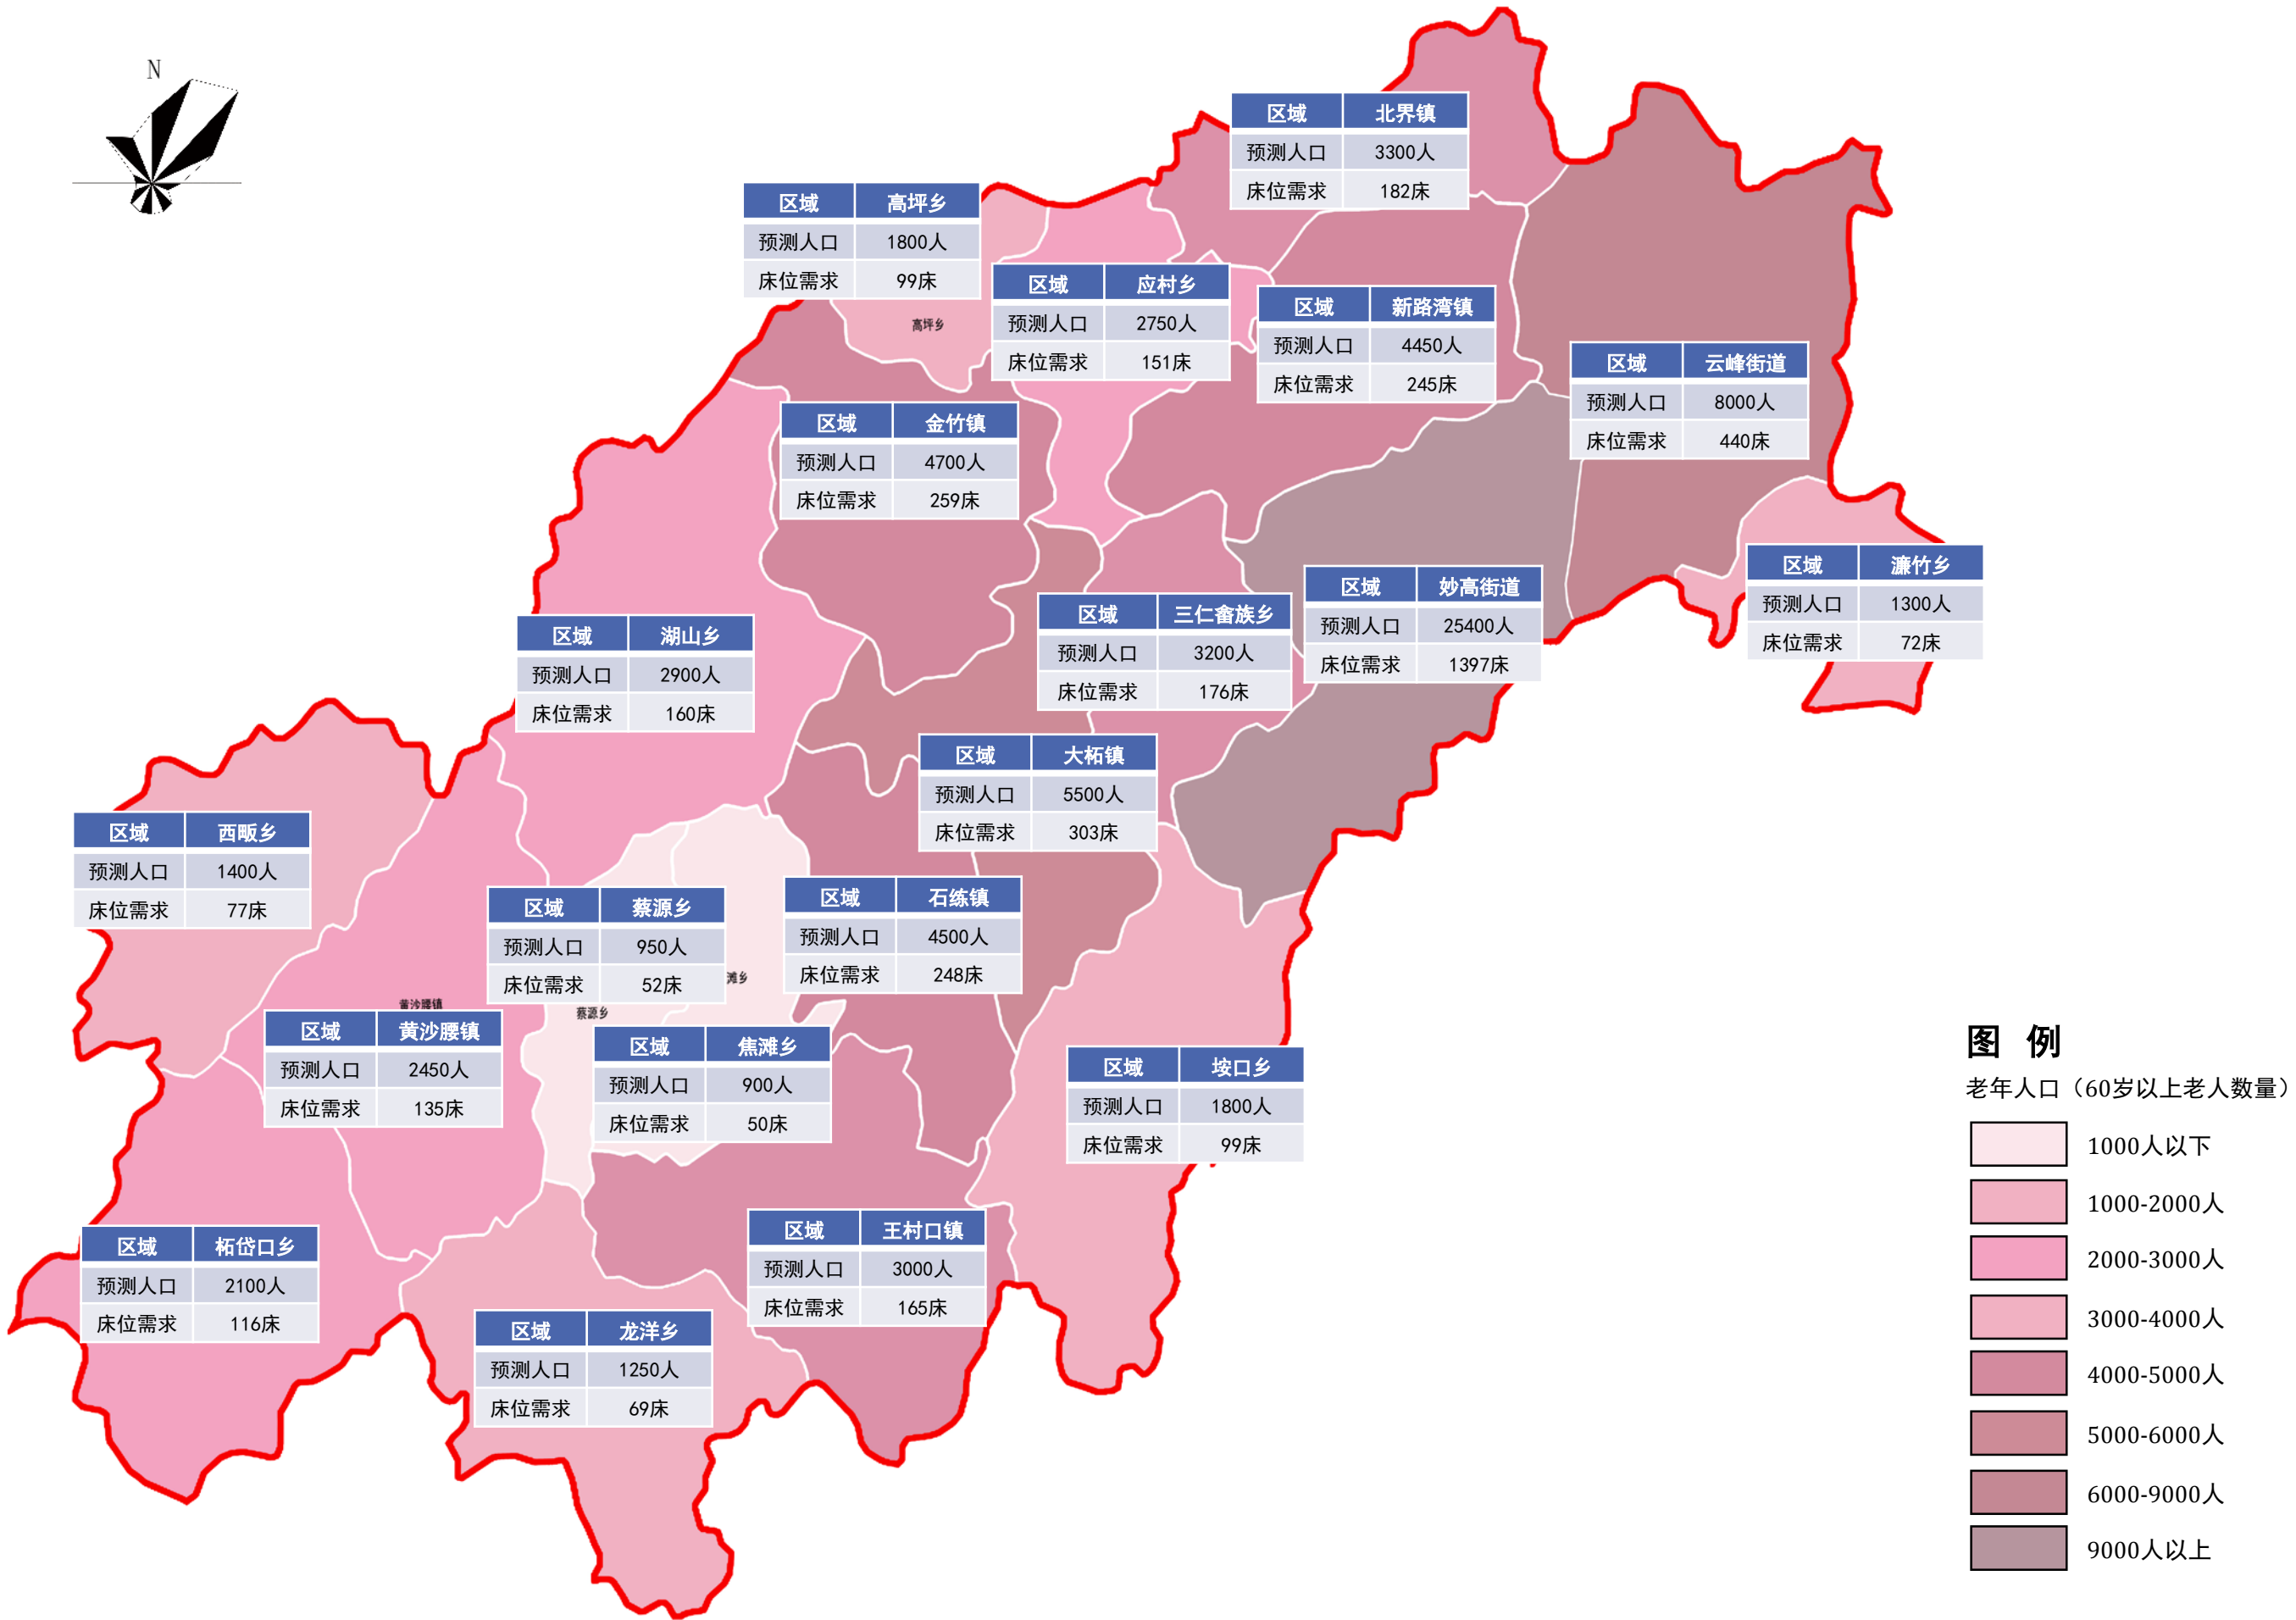 N
区域 北界镇
预测人口 3300人
床位需求 182床
区域 高坪乡
预测人口 1800人
床位需求 99床
高坪乡
区域 应村乡
预测人口 2750人
床位需求 151床
区域 新路湾镇
预测人口 4450人
床位需求 245床
区域 云峰街道
预测人口 8000人
床位需求 440床
区域 金竹镇
预测人口 4700人
床位需求 259床
区域 濂竹乡
预测人口 1300人
床位需求 72床
区域 妙高街道
预测人口 25400人
床位需求 1397床
区域 三仁畲族乡
预测人口 3200人
床位需求 176床
区域 湖山乡
预测人口 2900人
床位需求 160床
区域 大柘镇
预测人口 5500人
床位需求 303床
区域 西畈乡
预测人口 1400人
床位需求 77床
区域 蔡源乡
预测人口 950人
床位需求 52床
区域 石练镇
预测人口 4500人
床位需求 248床
滩乡
黄沙腰镇
蔡源乡
区域 黄沙腰镇
预测人口 2450人
床位需求 135床
区域 焦滩乡
预测人口 900人
床位需求 50床
区域 垵口乡
预测人口 1800人
床位需求 99床
区域 柘岱口乡
预测人口 2100人
床位需求 116床
区域 王村口镇
预测人口 3000人
床位需求 165床
区域 龙洋乡
预测人口 1250人
床位需求 69床
图 例
老年人口（60岁以上老人数量）
1000人以下
1000-2000人
2000-3000人
3000-4000人
4000-5000人
5000-6000人
6000-9000人
9000人以上